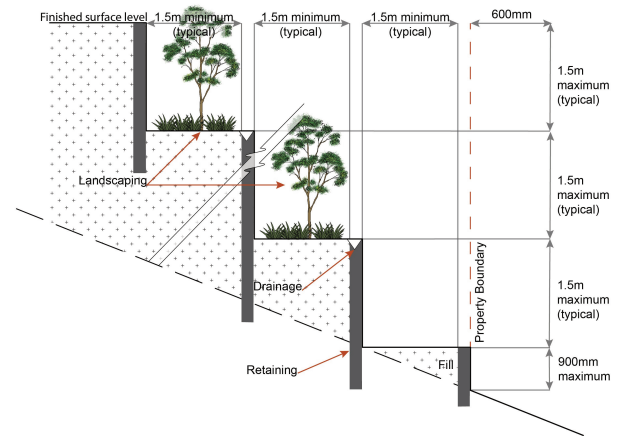 Finished surface level
1.5m minimum
(typical)
1.5m minimum
(typical)
1.5m minimum
(typical)
600mm
1.5m
maximum
(typical)
Landscaping
1.5m
maximum
(typical)
Drainage
Property Boundary
1.5m
maximum
(typical)
Retaining
Fill
900mm
maximum